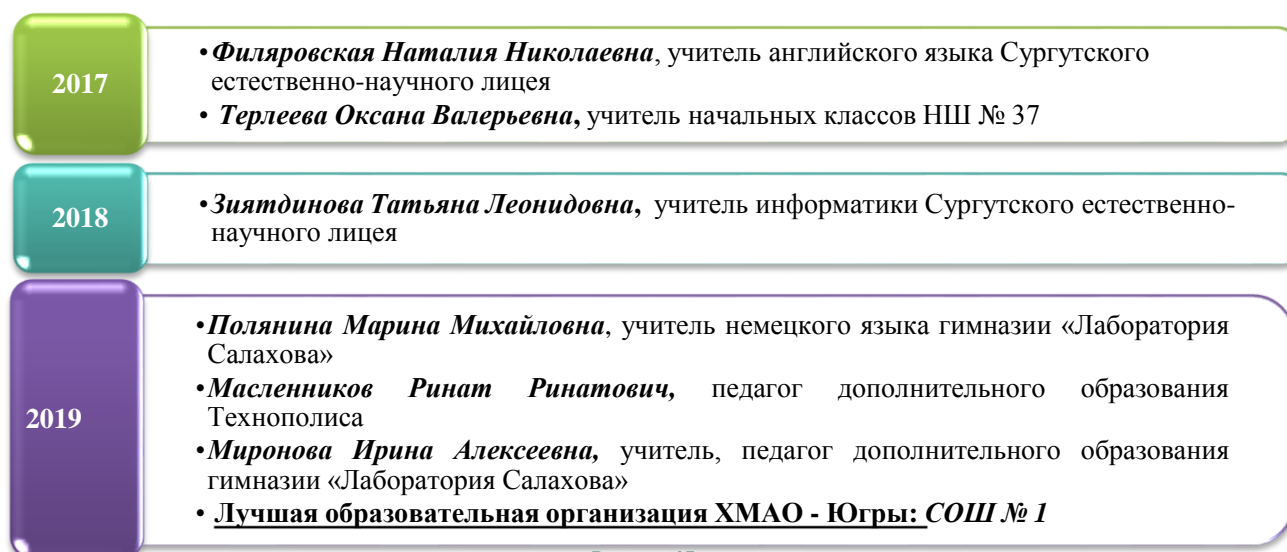 2017
•Филяровская Наталия Николаевна, учитель английского языка Сургутского
естественно-научного лицея
• Терлеева Оксана Валерьевна, учитель начальных классов НШ № 37
2018
•Зиятдинова Татьяна Леонидовна, учитель информатики Сургутского естественно-
научного лицея
2019
•Полянина Марина Михайловна, учитель немецкого языка гимназии «Лаборатория
Салахова»
•Масленников Ринат Ринатович, педагог дополнительного образования
Технополиса
•Миронова Ирина Алексеевна, учитель, педагог дополнительного образования
гимназии «Лаборатория Салахова»
• Лучшая образовательная организация ХМАО - Югры: СОШ № 1